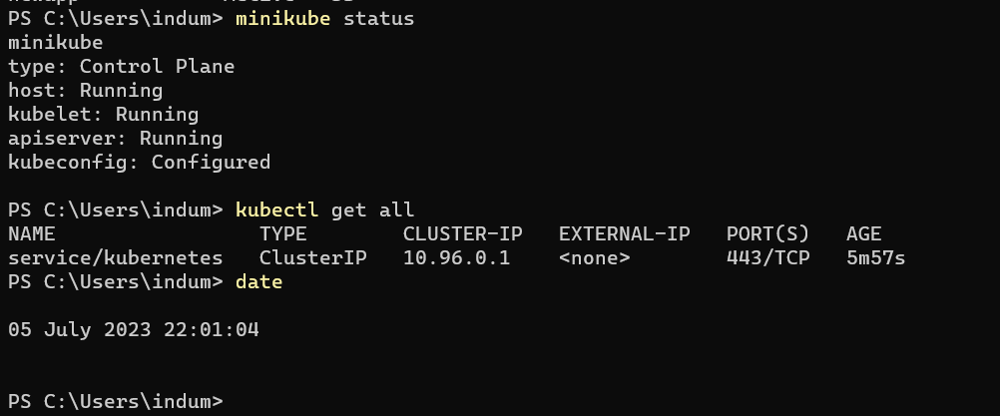 PS C:\Users\indum> minikube status
minikube
type: Control Plane
host: Running
kubelet: Running
apiserver: Running
kubeconfig: Configured
PS C:\Users\indum> kubectl get all
NAME TYPE CLUSTER-IP EXTERNAL-IP PORT(S) AGE
service/kubernetes ClusterIP 10.96.0.1 <none> 443/TCP 5m57s
PS C:\Users\indum> date
05 July 2023 22:01:04
PS C:\Users\indum>